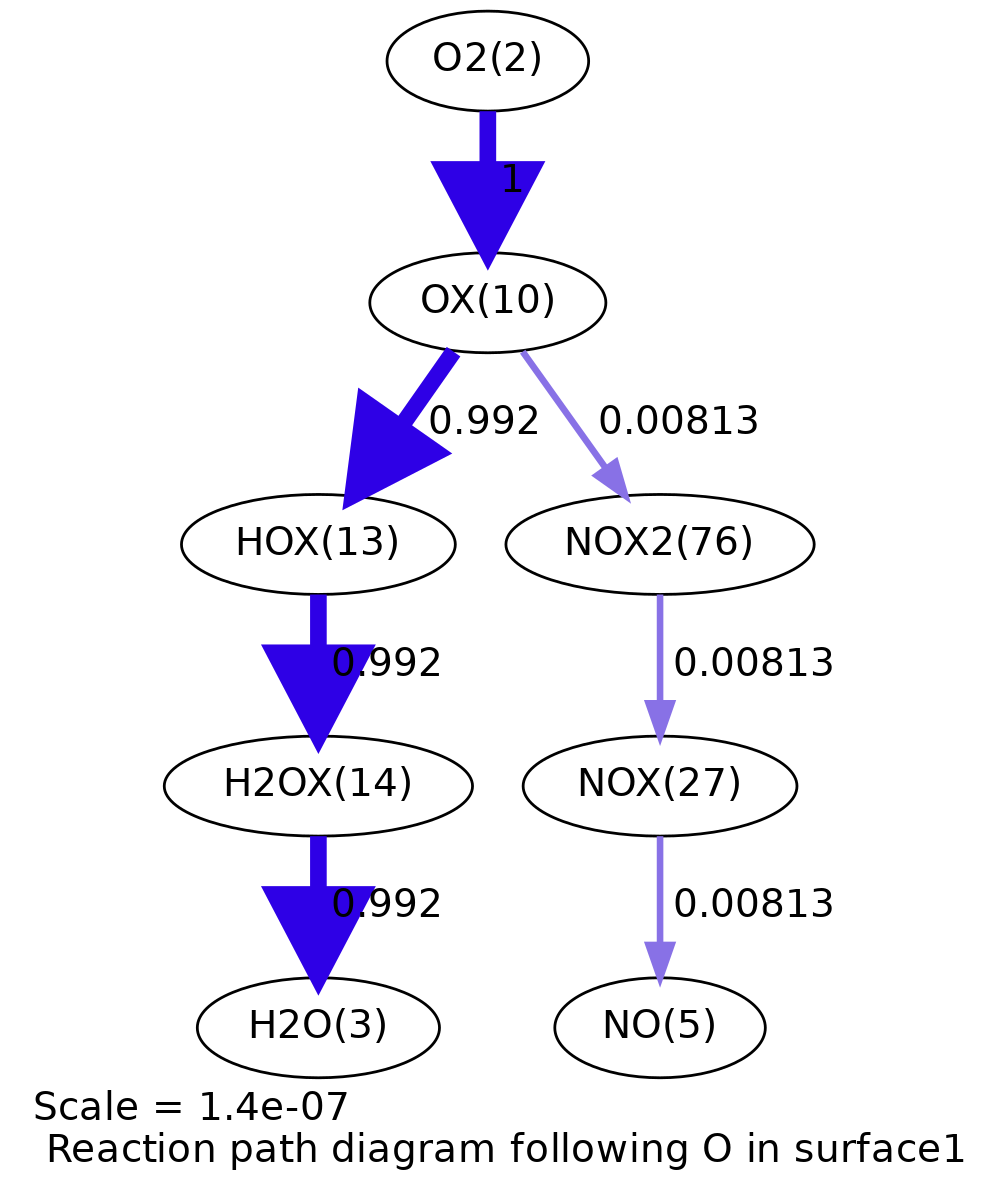 O2(2)
1
OX(10)
0.992
0.00813
HOX(13)
NOX2(76)
0.992
0.00813
H2OX(14)
NOX(27)
0.992
0.00813
H2O(3)
NO(5)
Scale = 1.4e-07
Reaction path diagram following O in surface1